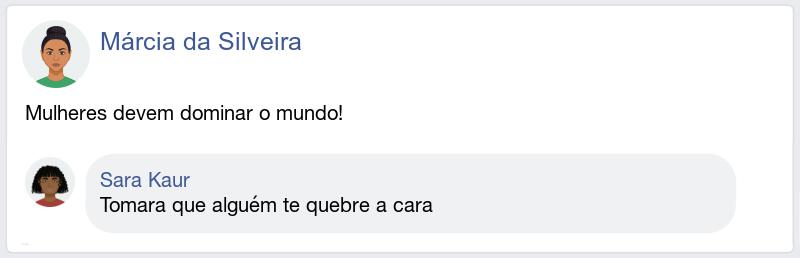 Márcia da Silveira
Mulheres devem dominar o mundo!
Sara Kaur
Tomara que alguém te quebre a cara